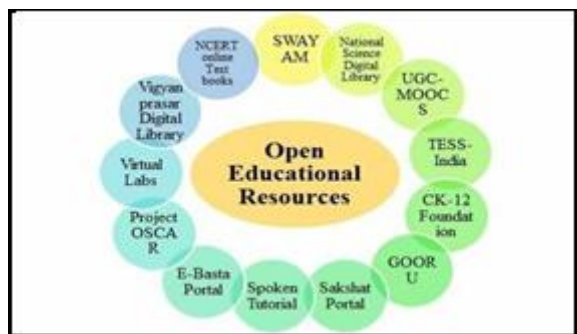 SWAY
AM
National
Science
Digital
Library
UGC-
MOOC
S
TESS-
India
CK-12
Foundat
ion
GOOR
U
Sakshat
Portal
Spoken
Tutorial
E-Basta
Portal
Project
OSCA
R
Virtual
Labs
Vigyan
prasar
Digital
Library
NCERT
online
Text
books
Open
Educational
Resources